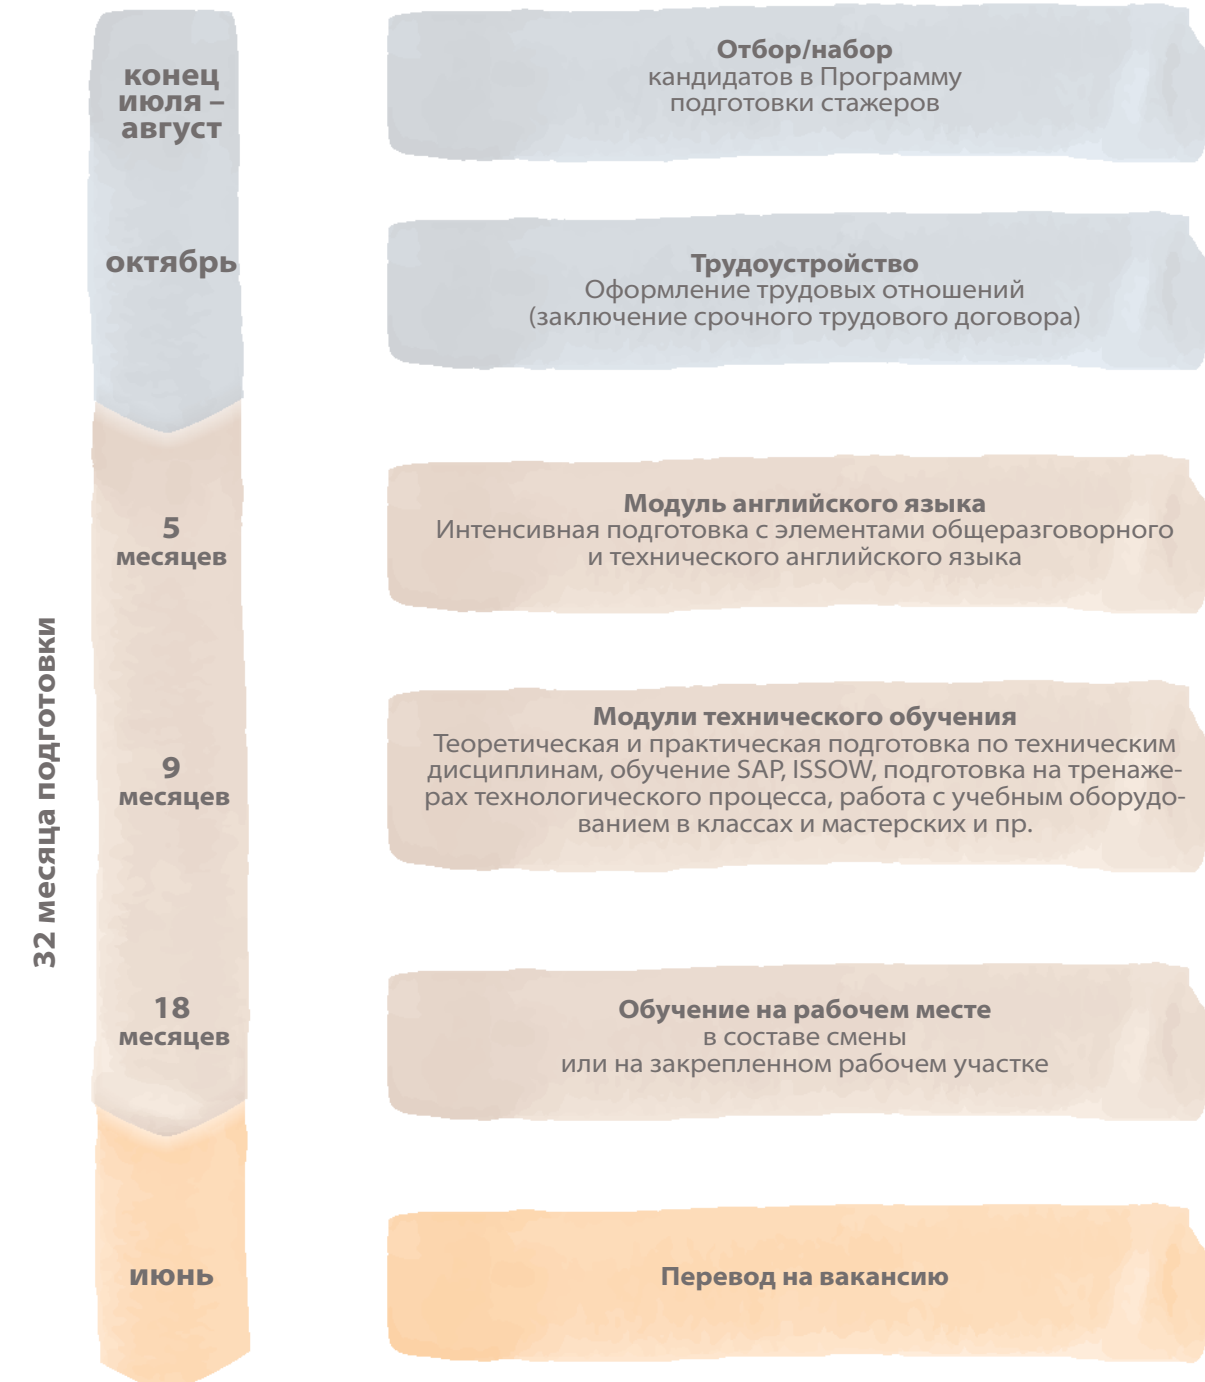 конец
июля –
август
Отбор/набор
кандидатов в Программу
подготовки стажеров
октябрь
Трудоустройство
Оформление трудовых отношений
(заключение срочного трудового договора)
32 месяца подготовки
5
месяцев
Модуль английского языка
Интенсивная подготовка с элементами общеразговорного
и технического английского языка
9
месяцев
Модули технического обучения
Теоретическая и практическая подготовка по техническим
дисциплинам, обучение SAP, ISSOW, подготовка на тренаже-
рах технологического процесса, работа с учебным оборудо-
ванием в классах и мастерских и пр.
18
месяцев
Обучение на рабочем месте
в составе смены
или на закрепленном рабочем участке
июнь
Перевод на вакансию